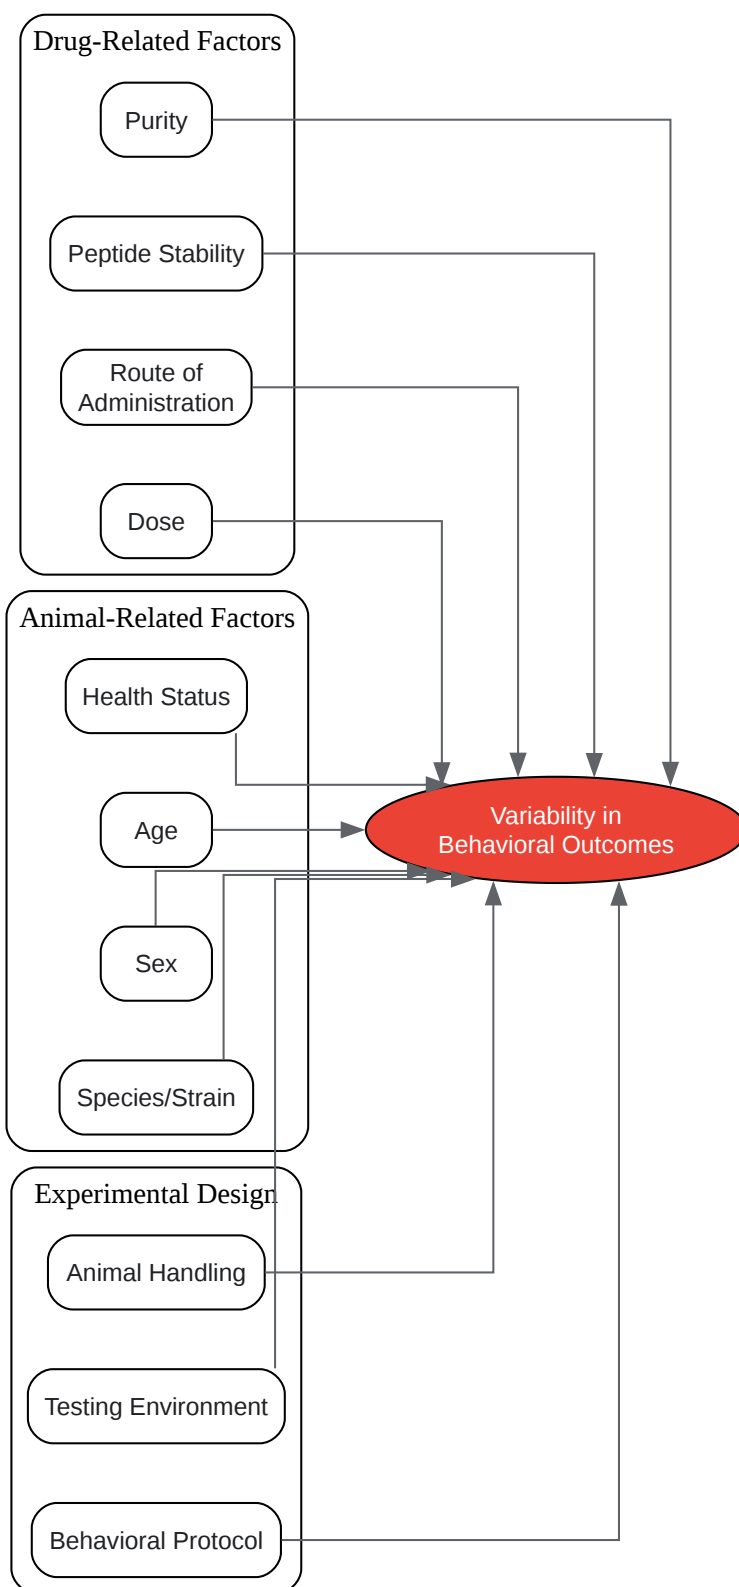 Drug-Related Factors
Purity
Peptide Stability
Route of
Administration
Dose
Animal-Related Factors
Health Status
Age
Sex
Species/Strain
Variability in
Behavioral Outcomes
Experimental Design
Animal Handling
Testing Environment
Behavioral Protocol